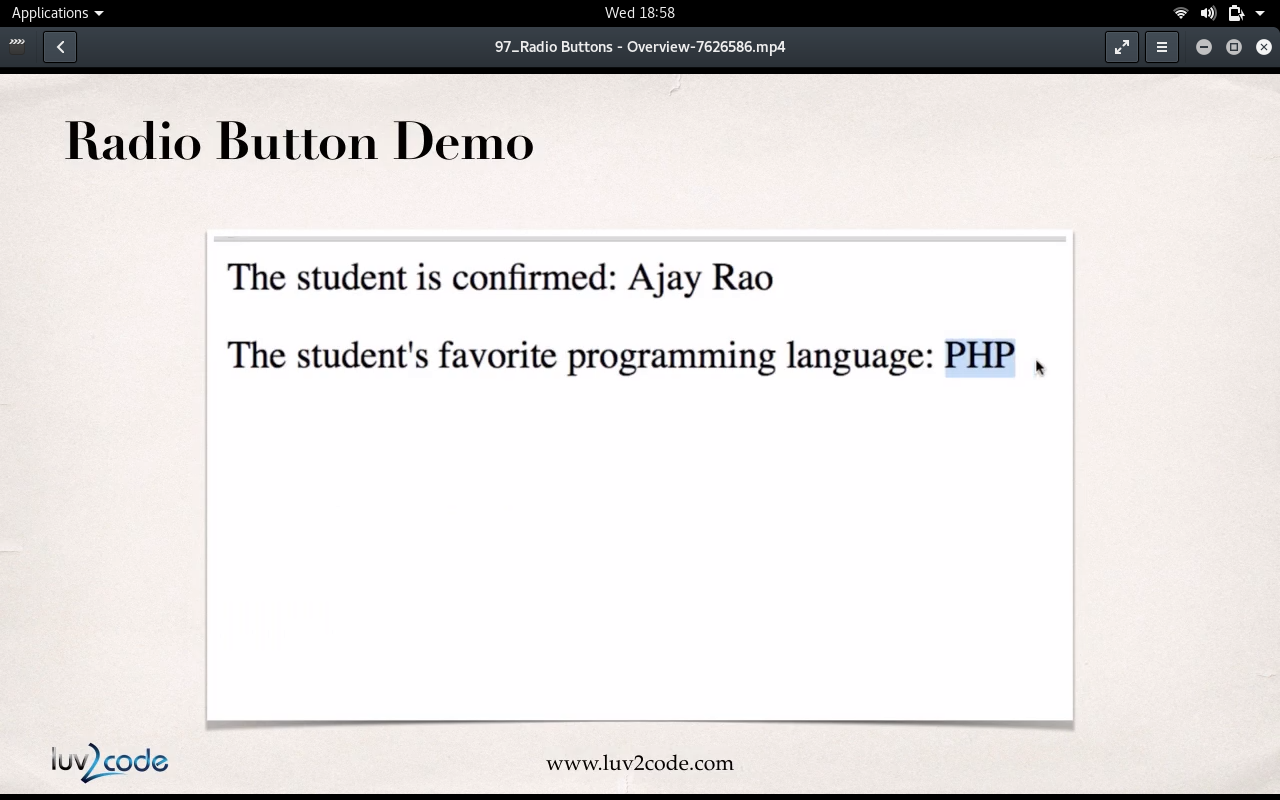 Applications
Wed 18:58
97_Radio Buttons - Overview-7626586.mp4
Radio Button Demo
The student is confirmed: Ajay Rao
The student's favorite programming language: PHP
luv2code
www.luv2code.com